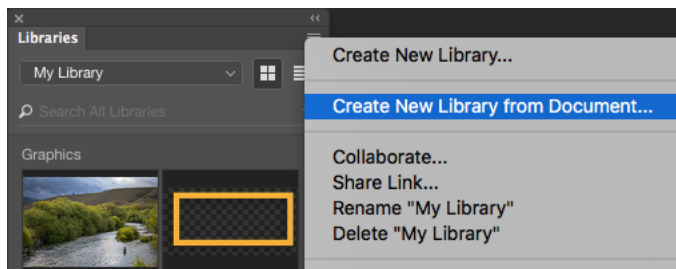 Libraries
My Library
Search All Libraries
Graphics
Create New Library...
Create New Library from Document...
Collaborate...
Share Link...
Rename "My Library"
Delete "My Library"